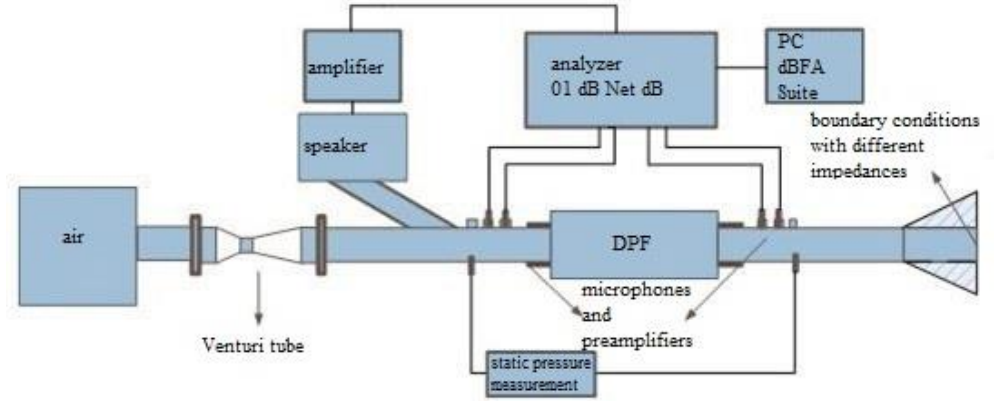 amplifier
analyzer
01 dB Net dB
PC
dBFA
Suite
speaker
boundary conditions
with different
impedances
air
DPF
microphones
and
preamplifiers
Venturi tube
static pressure
measurement